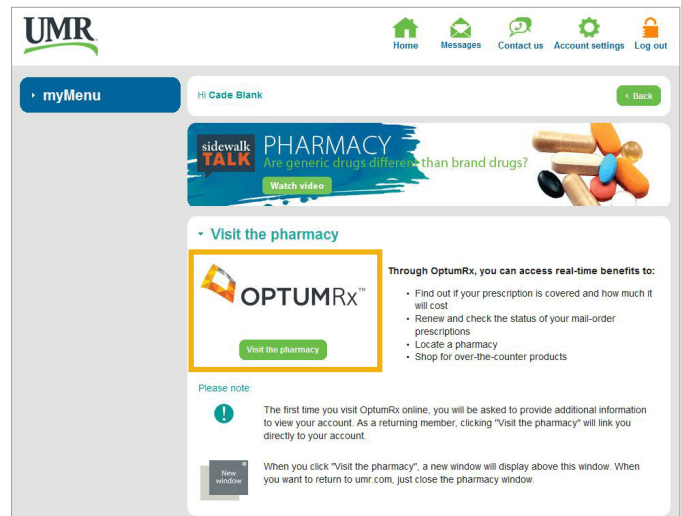 UMR
Home Messages Contact us Account settings Log out
myMenu
Hi Cade Blank
Back
sidewalk
TALK
PHARMACY
Are generic drugs different than brand drugs?
Watch video
Visit the pharmacy
OPTUMRx™
Visit the pharmacy
Through OptumRx, you can access real-time benefits to:
• Find out if your prescription is covered and how much it
will cost
• Renew and check the status of your mail-order
prescriptions
• Locate a pharmacy
• Shop for over-the-counter products
Please note:
The first time you visit OptumRx online, you will be asked to provide additional information
to view your account. As a returning member, clicking "Visit the pharmacy" will link you
directly to your account.
New
window
When you click "Visit the pharmacy", a new window will display above this window. When
you want to return to umr.com, just close the pharmacy window.